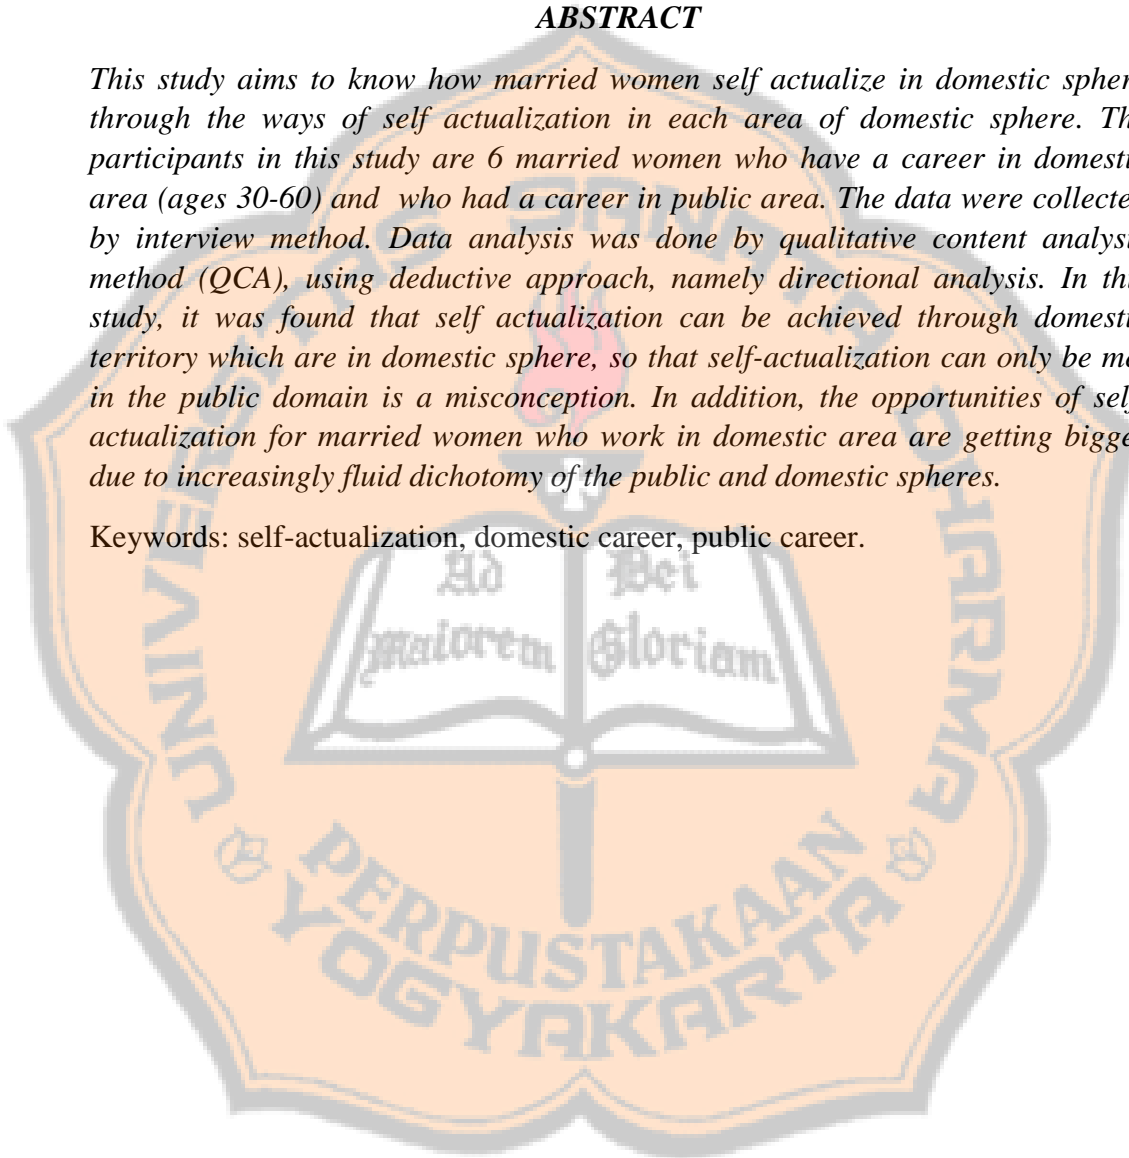 ABSTRACT
This study aims to know how married women self actualize in domestic spher
through the ways of self actualization in each area of domestic sphere. Th
participants in this study are 6 married women who have a career in domesti
area (ages 30-60) and who had a career in public area. The data were collecte
by interview method. Data analysis was done by qualitative content analysi
method (QCA), using deductive approach, namely directional analysis. In thi
study, it was found that self actualization can be achieved through domesti
territory which are in domestic sphere, so that self-actualization can only be me
in the public domain is a misconception. In addition, the opportunities of self
actualization for married women who work in domestic area are getting bigge
due to increasingly fluid dichotomy of the public and domestic spheres.
Keywords: self-actualization, domestic career, public career.
UNIVERSITAS SANATA DHARMA
Ad Dei
maiorem Gloriam
PERPUSTAKAAN
YOGYAKARTA